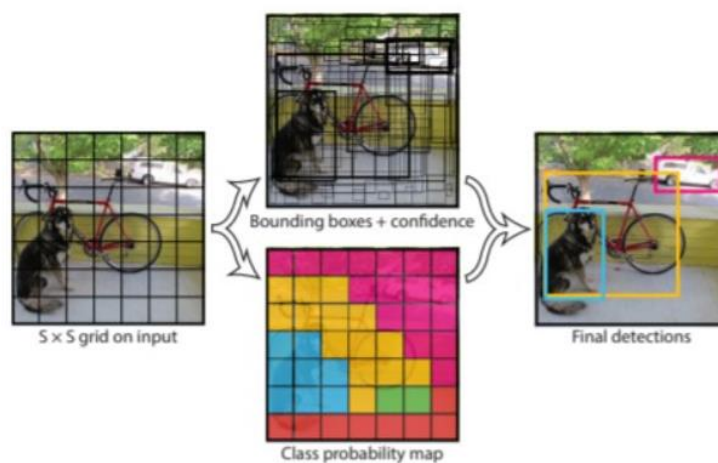 Bounding boxes + confidence
S × S grid on input
Final detections
Class probability map